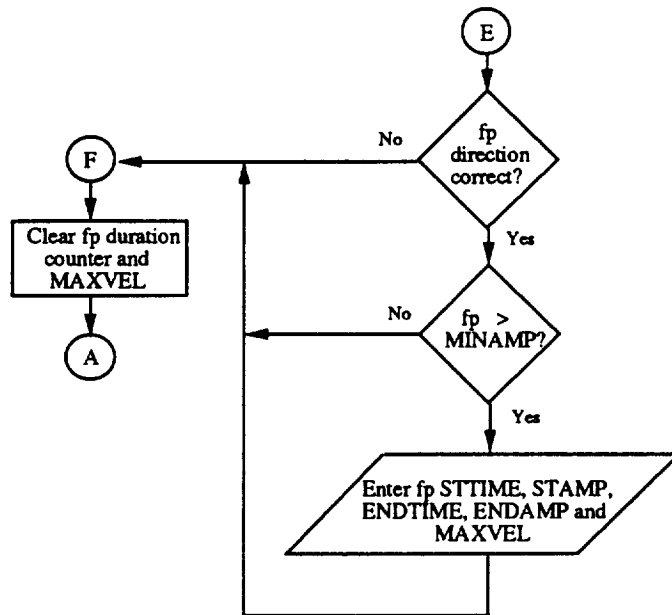 E
fp
direction
correct?
No
Yes
F
Clear fp duration
counter and
MAXVEL
A
fp >
MINAMP?
No
Yes
Enter fp STTIME, STAMP,
ENDTIME, ENDAMP and
MAXVEL